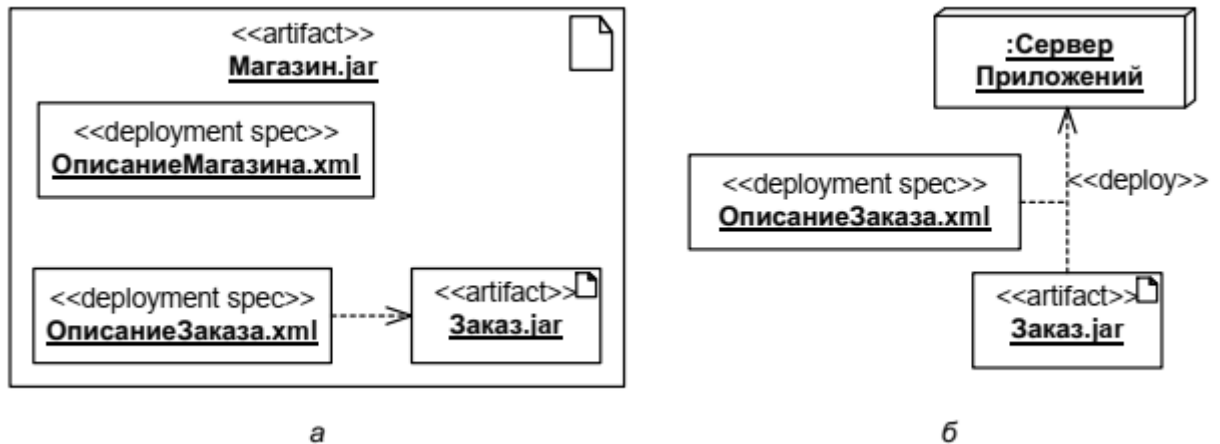 <<artifact>>
Магазин.jar
<<deployment spec>>
ОписаниеМагазина.xml
<<deployment spec>>
ОписаниеЗаказа.xml
<<artifact>>
Заказ.jar
а
:Сервер
Приложений
<<deployment spec>>
ОписаниеЗаказа.xml
<<deploy>>
<<artifact>>
Заказ.jar
б